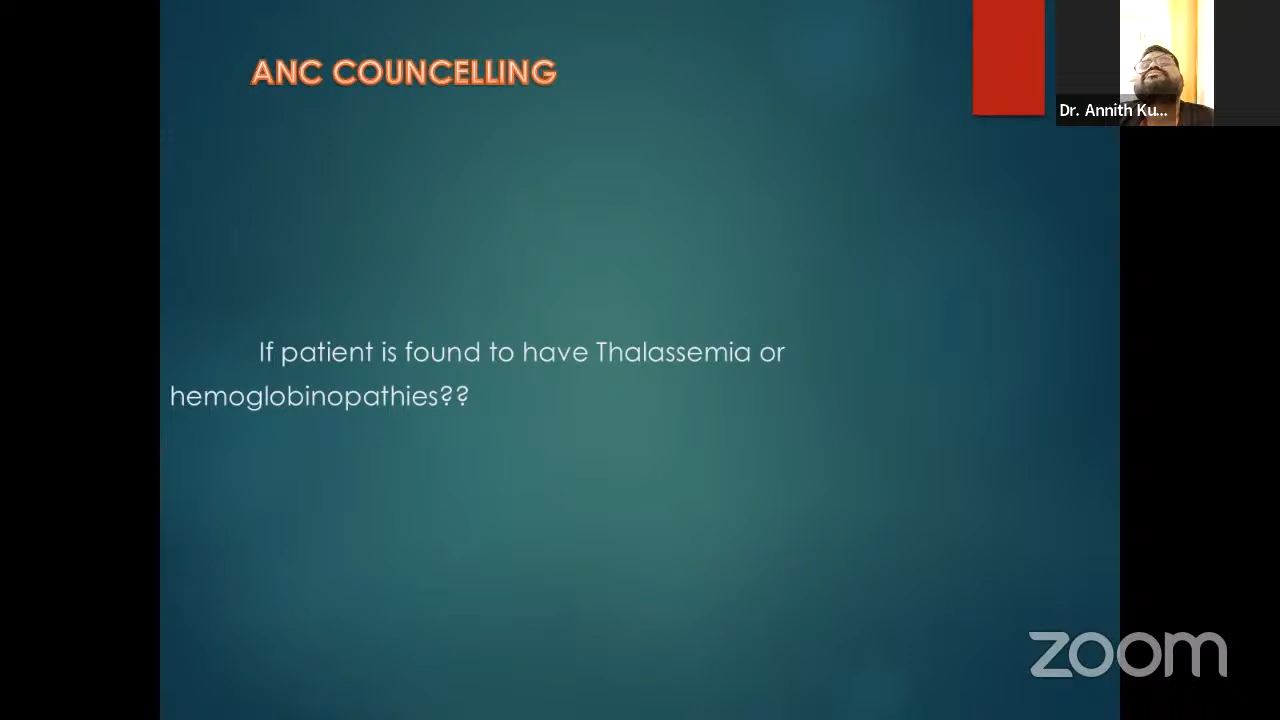 ANC COUNCELLING
Dr. Annith Ku...
If patient is found to have Thalassemia or
hemoglobinopathies??
zoom